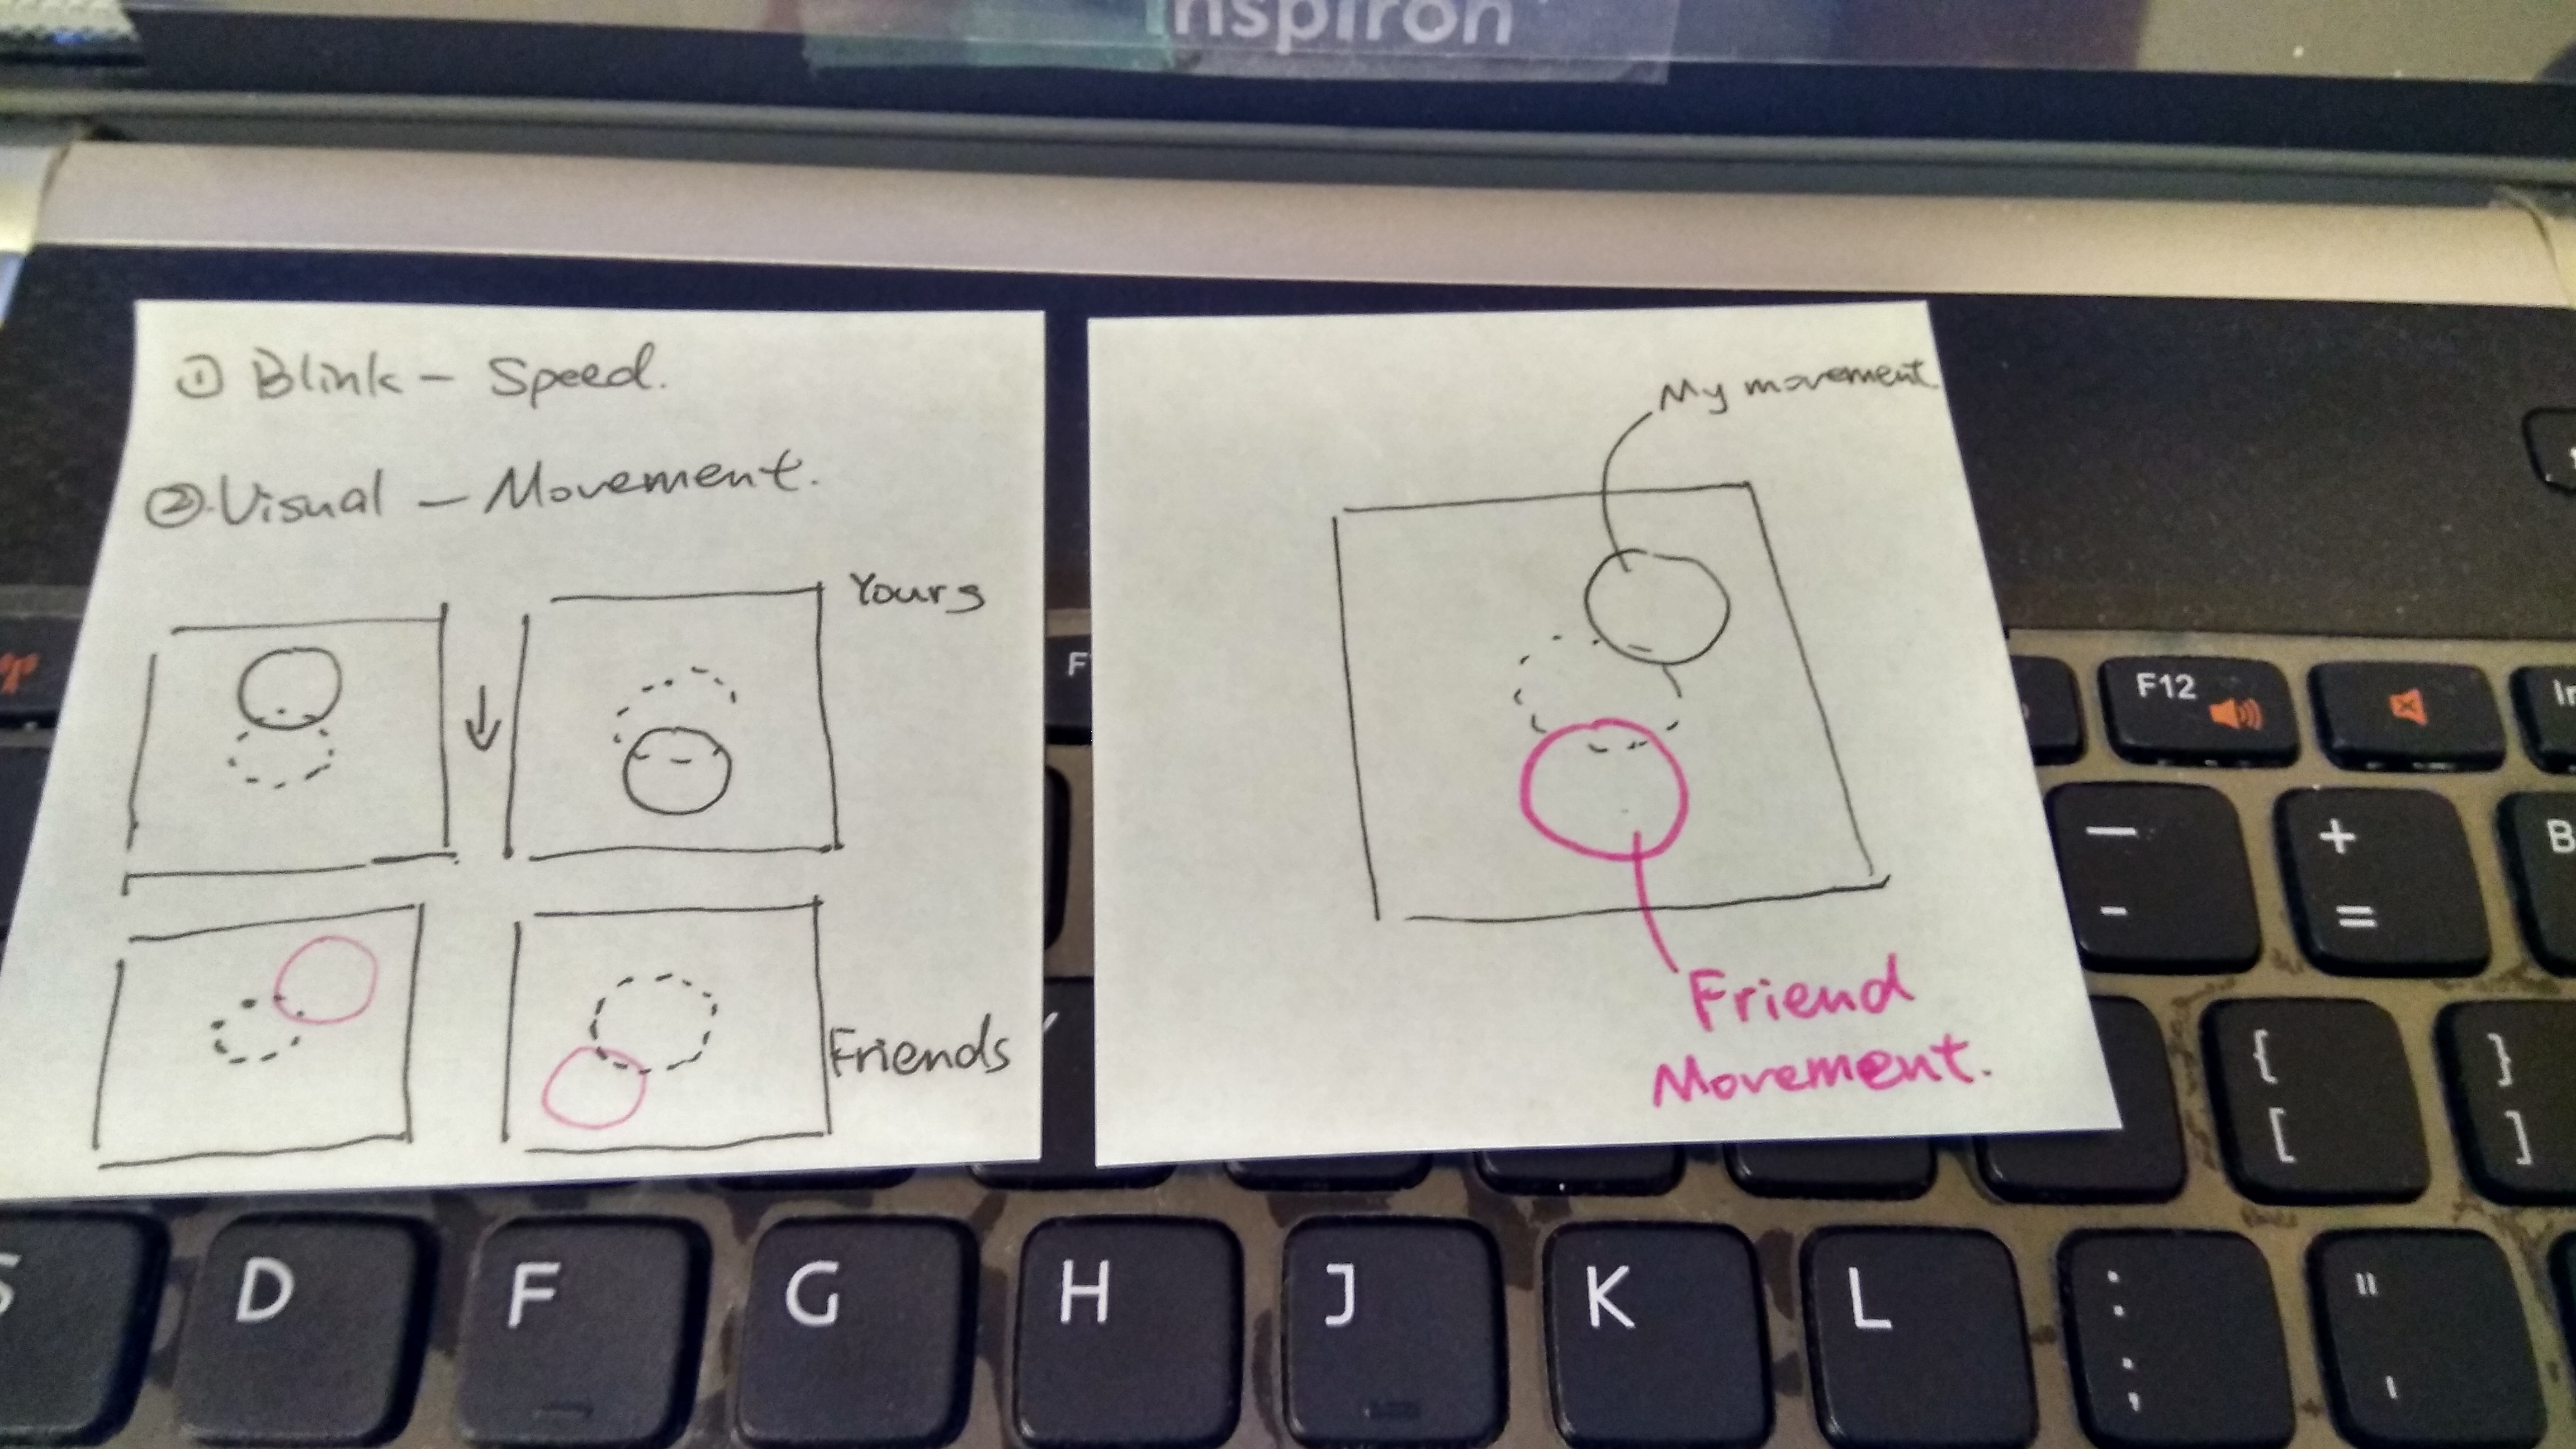 nspiron
① Blink - Speed.
② Visual - Movement.
Yours
Friends
My movement
Friend
Movement.
F12
D
F
G
H
J
K
L